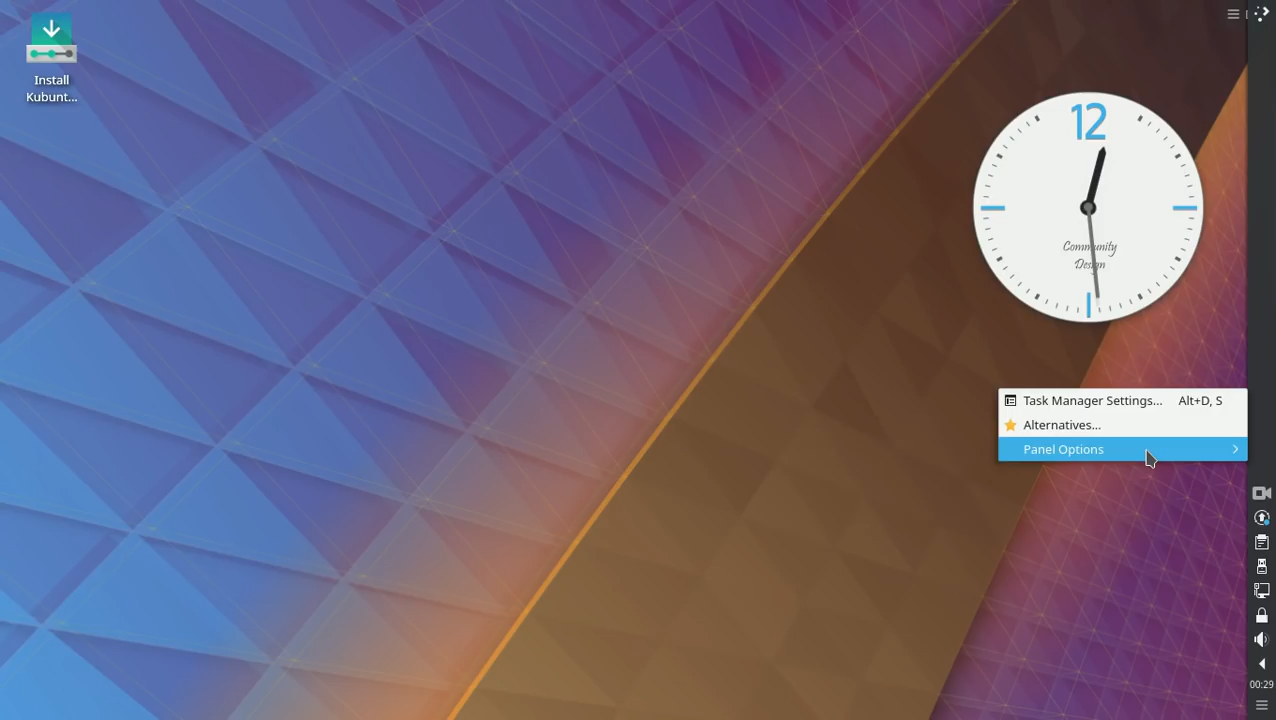 Install
Kubunt...
12
Community
Design
Task Manager Settings... Alt+D, S
Alternatives...
Panel Options
00:29